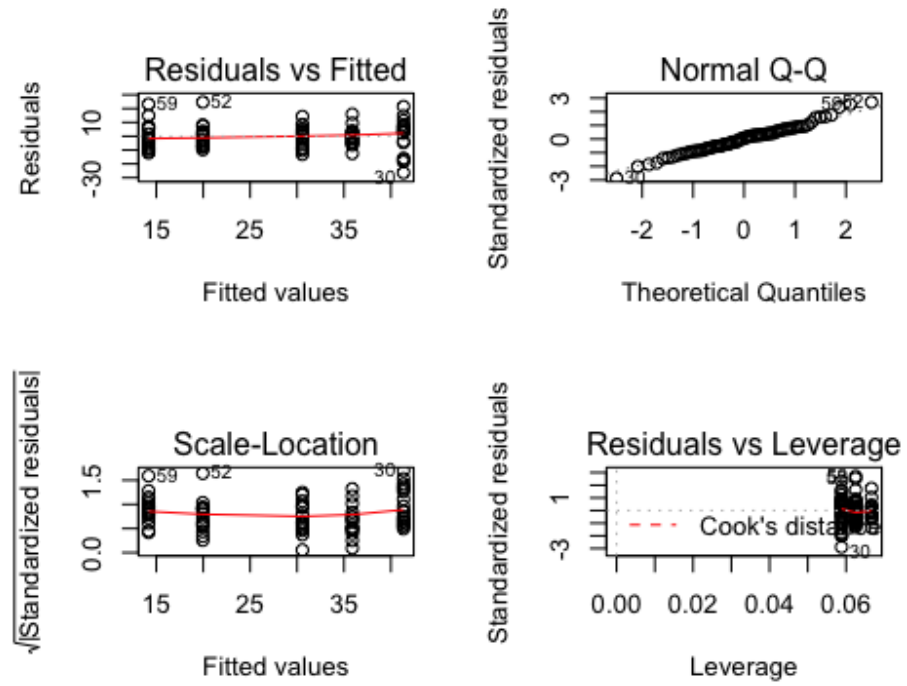 Residuals vs Fitted
Residuals
10
-30
59
52
30
15
25
35
Fitted values
Normal Q-Q
Standardized residuals
3
0
-3
52
30
-2
-1
0
1
2
Theoretical Quantiles
Scale-Location
√|Standardized residuals|
1.5
0.0
59
52
30
15
25
35
Fitted values
Residuals vs Leverage
Standardized residuals
1
-3
30
Cook's distance
0.00
0.02
0.04
0.06
Leverage